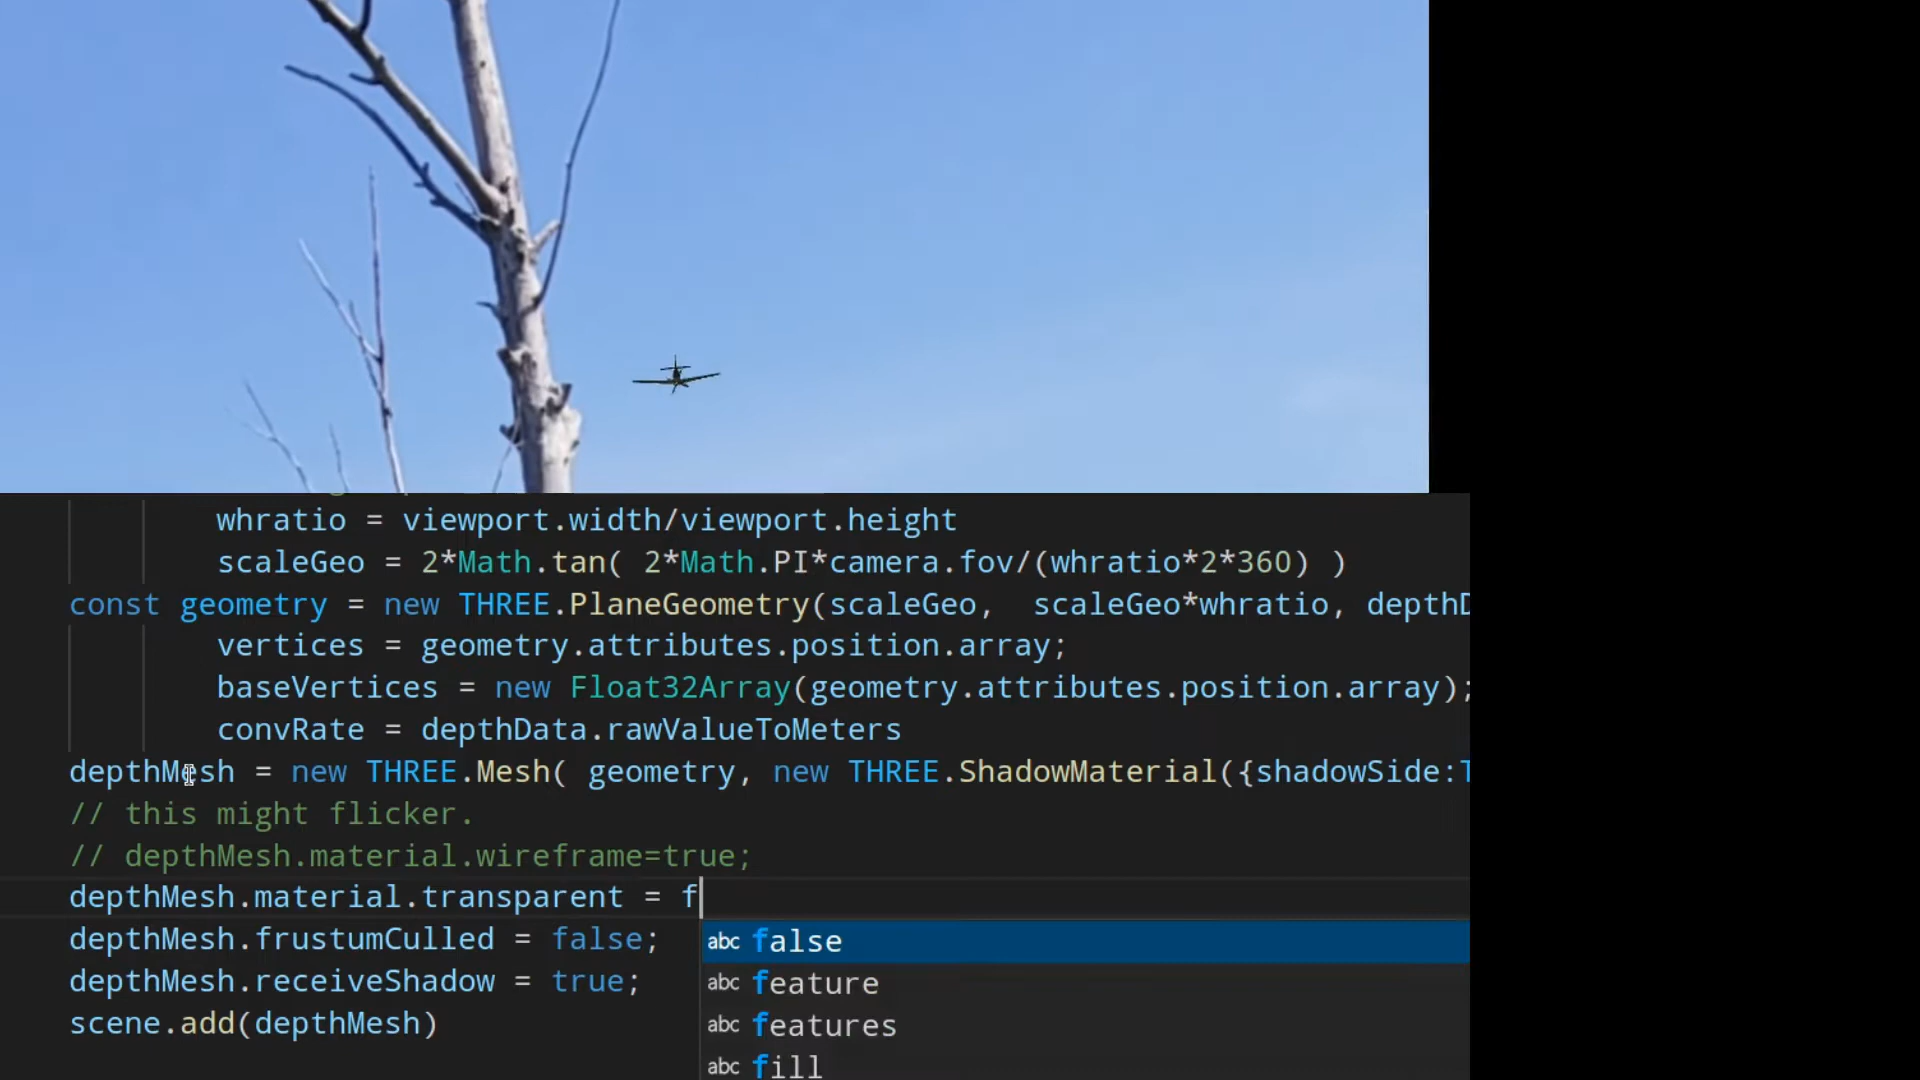 whratio = viewport.width/viewport.height
scaleGeo = 2*Math.tan( 2*Math.PI*camera.fov/(whratio*2*360) )
const geometry = new THREE.PlaneGeometry(scaleGeo,  scaleGeo*whratio, depthD
vertices = geometry.attributes.position.array;
baseVertices = new Float32Array(geometry.attributes.position.array);
convRate = depthData.rawValueToMeters
depthMesh = new THREE.Mesh( geometry, new THREE.ShadowMaterial({shadowSide:T
// this might flicker.
// depthMesh.material.wireframe=true;
depthMesh.material.transparent = f
depthMesh.frustumCulled = false;
abc false
abc feature
depthMesh.receiveShadow = true;
abc features
scene.add(depthMesh)
abc fill